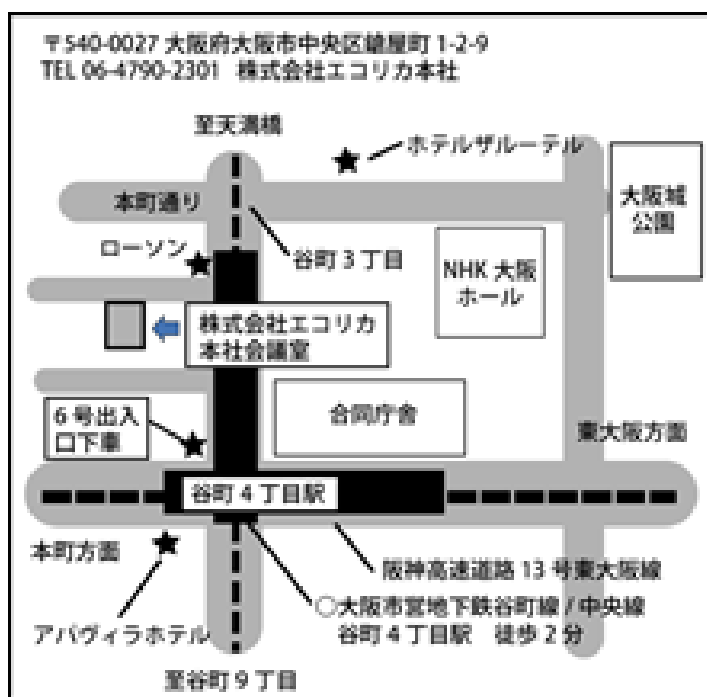 〒540-0027 大阪府大阪市中央区鎗屋町 1-2-9
TEL 06-4790-2301 株式会社エコリカ本社
至天満橋
ホテルザルーテル
大阪城
公園
本町通り
ローソン
谷町3丁目
NHK 大阪
ホール
株式会社エコリカ
本社会議室
6号出入
口下車
合同庁舎
東大阪方面
谷町4丁目駅
本町方面
阪神高速道路13号東大阪線
○大阪市営地下鉄谷町線/中央線
谷町4丁目駅 徒歩2分
アパヴィラホテル
至谷町9丁目